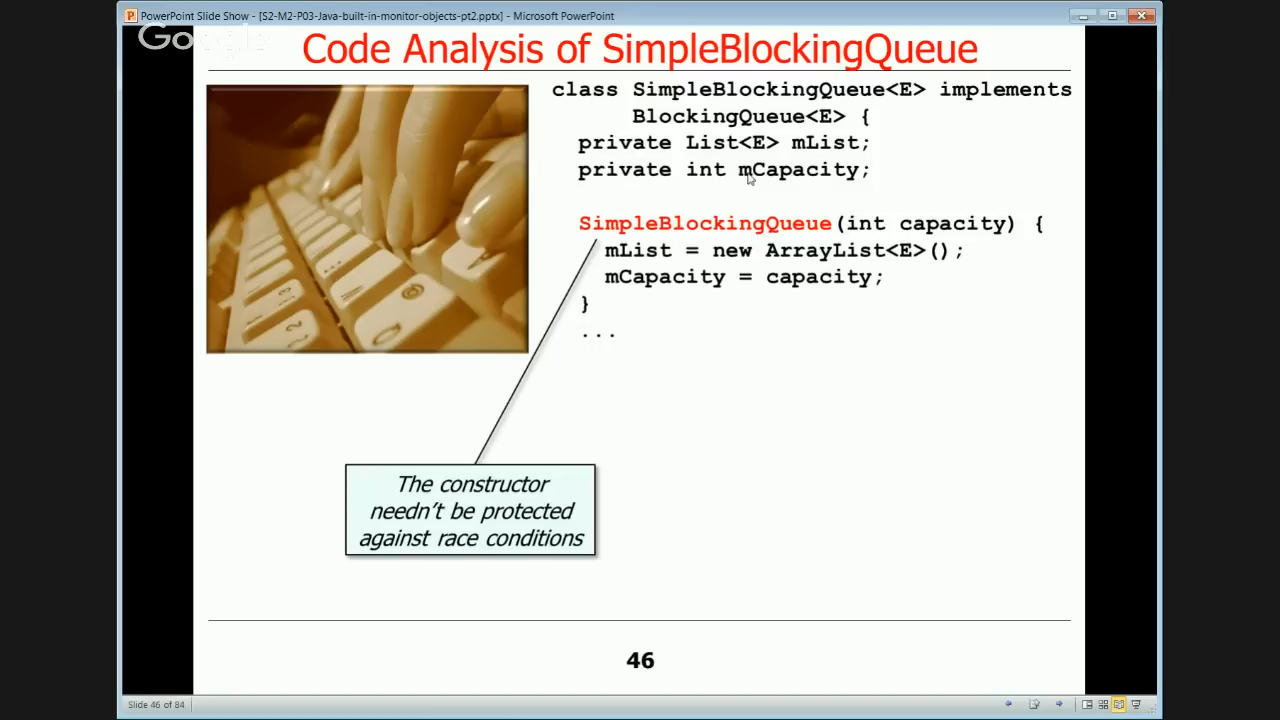 PowerPoint Slide Show - [S2-M2-P03-Java-built-in-monitor-objects-pt2.pptx] - Microsoft PowerPoint
Google
Code Analysis of SimpleBlockingQueue
class SimpleBlockingQueue<E> implements
BlockingQueue<E> {
private List<E> mList;
private int mCapacity;
SimpleBlockingQueue(int capacity) {
mList = new ArrayList<E>();
mCapacity = capacity;
}
...
The constructor
needn't be protected
against race conditions
46
Slide 46 of 84